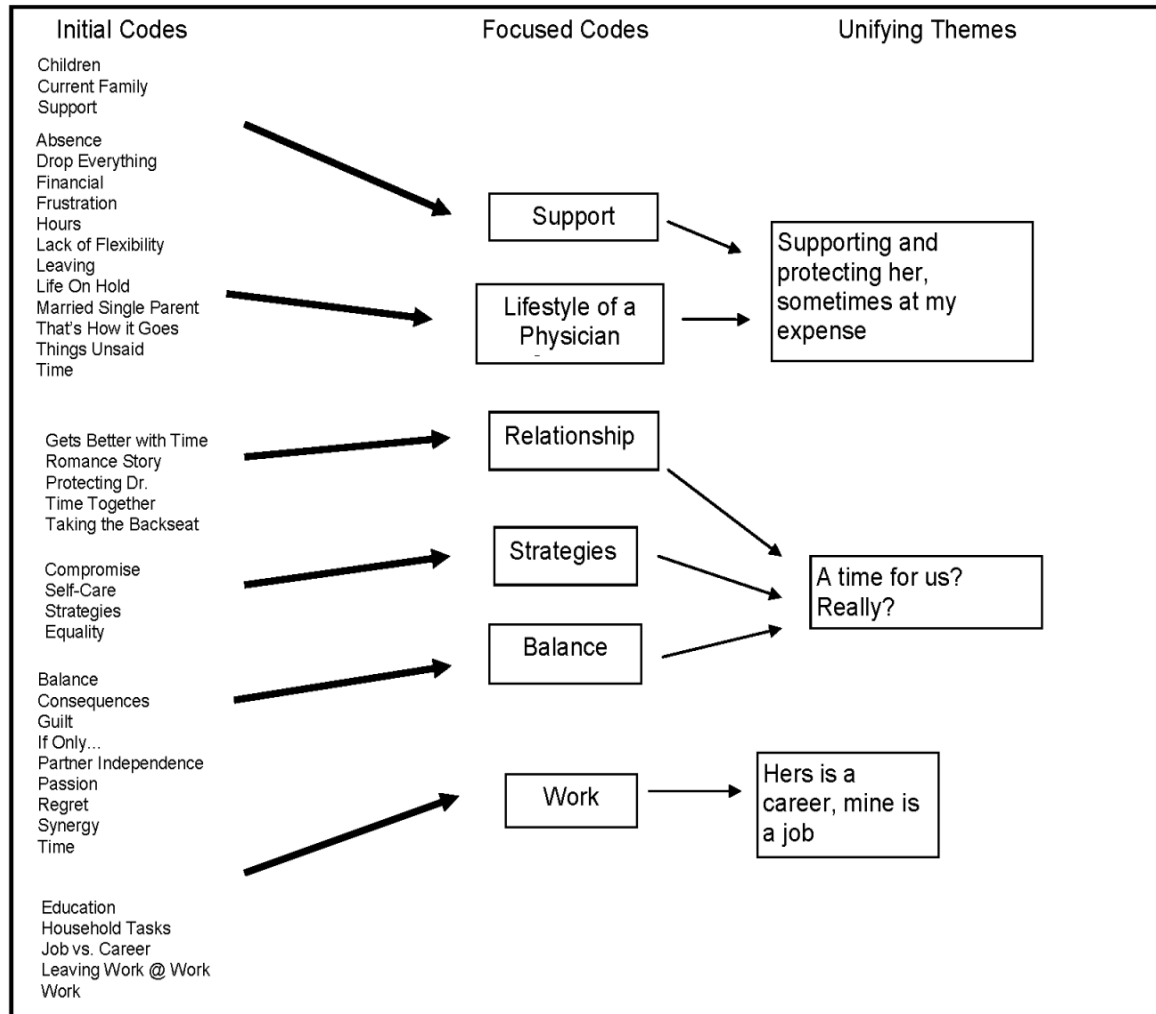 Initial Codes
Focused Codes
Unifying Themes
Children
Current Family
Support
Absence
Drop Everything
Financial
Frustration
Hours
Lack of Flexibility
Leaving
Life On Hold
Married Single Parent
That's How it Goes
Things Unsaid
Time
Gets Better with Time
Romance Story
Protecting Dr.
Time Together
Taking the Backseat
Compromise
Self-Care
Strategies
Equality
Balance
Consequences
Guilt
If Only...
Partner Independence
Passion
Regret
Synergy
Time
Education
Household Tasks
Job vs. Career
Leaving Work @ Work
Work
Support
Lifestyle of a
Physician
Relationship
Strategies
Balance
Work
Supporting and
protecting her,
sometimes at my
expense
A time for us?
Really?
Hers is a
career, mine is
a job